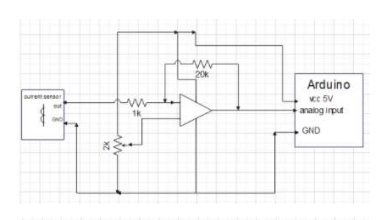 20k
Arduino
current sensor
vcc 5V
out
1k
analog input
GND
GND
2k